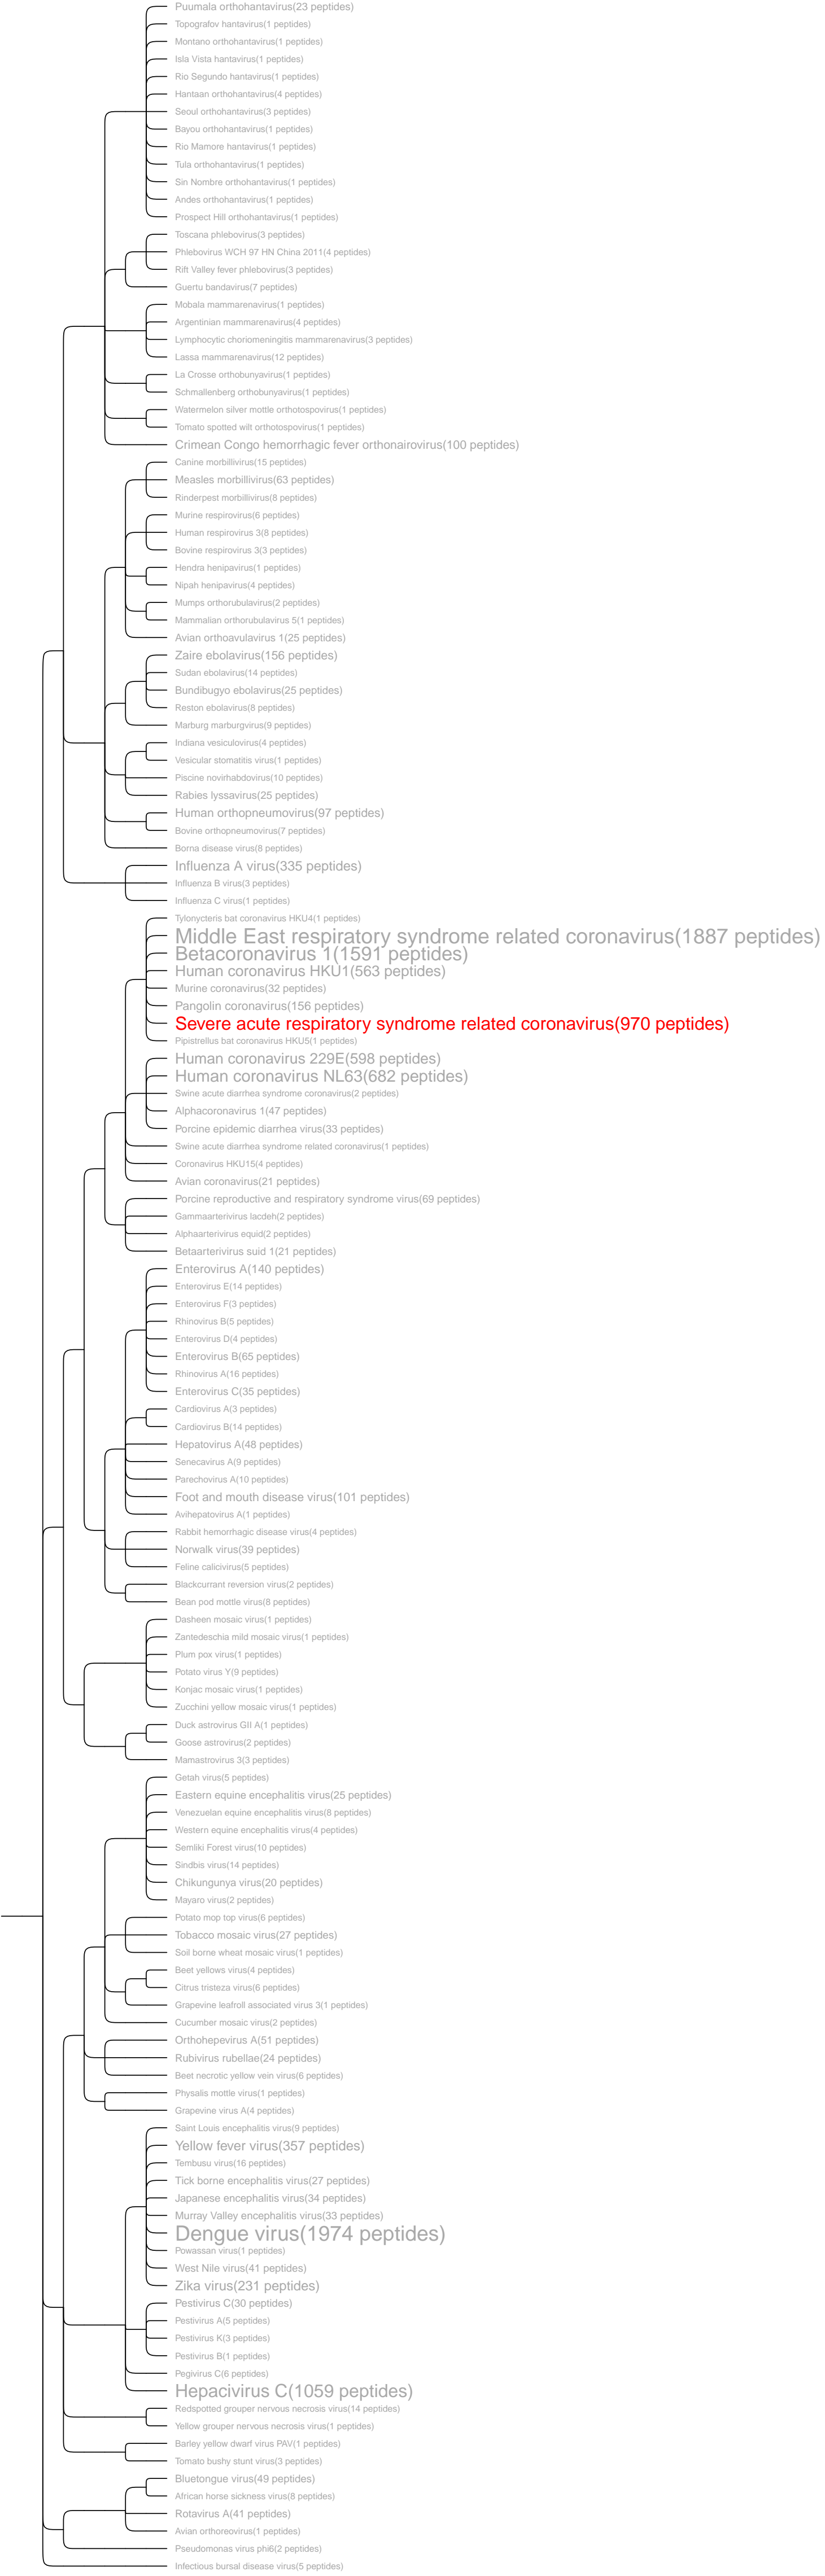 Puumala orthohantavirus(23 peptides)
Topografov hantavirus(1 peptides)
Montano orthohantavirus(1 peptides)
Isla Vista hantavirus(1 peptides)
Rio Segundo hantavirus(1 peptides)
Hantaan orthohantavirus(4 peptides)
Seoul orthohantavirus(3 peptides)
Bayou orthohantavirus(1 peptides)
Rio Mamore hantavirus(1 peptides)
Tula orthohantavirus(1 peptides)
Sin Nombre orthohantavirus(1 peptides)
Andes orthohantavirus(1 peptides)
Prospect Hill orthohantavirus(1 peptides)
Toscana phlebovirus(3 peptides)
Phlebovirus WCH 97 HN China 2011(4 peptides)
Rift Valley fever phlebovirus(3 peptides)
Guertu bandavirus(7 peptides)
Mobala mammarenavirus(1 peptides)
Argentinian mammarenavirus(4 peptides)
Lymphocytic choriomeningitis mammarenavirus(3 peptides)
Lassa mammarenavirus(12 peptides)
La Crosse orthobunyavirus(1 peptides)
Schmallenberg orthobunyavirus(1 peptides)
Watermelon silver mottle orthotospovirus(1 peptides)
Tomato spotted wilt orthotospovirus(1 peptides)
Crimean Congo hemorrhagic fever orthonairovirus(100 peptides)
Canine morbillivirus(15 peptides)
Measles morbillivirus(63 peptides)
Rinderpest morbillivirus(8 peptides)
Murine respirovirus(6 peptides)
Human respirovirus 3(8 peptides)
Bovine respirovirus 3(3 peptides)
Hendra henipavirus(1 peptides)
Nipah henipavirus(4 peptides)
Mumps orthorubulavirus(2 peptides)
Mammalian orthorubulavirus 5(1 peptides)
Avian orthoavulavirus 1(25 peptides)
Zaire ebolavirus(156 peptides)
Sudan ebolavirus(14 peptides)
Bundibugyo ebolavirus(25 peptides)
Reston ebolavirus(8 peptides)
Marburg marburgvirus(9 peptides)
Indiana vesiculovirus(4 peptides)
Vesicular stomatitis virus(1 peptides)
Piscine novirhabdovirus(10 peptides)
Rabies lyssavirus(25 peptides)
Human orthopneumovirus(97 peptides)
Bovine orthopneumovirus(7 peptides)
Borna disease virus(8 peptides)
Influenza A virus(335 peptides)
Influenza B virus(3 peptides)
Influenza C virus(1 peptides)
Tylonycteris bat coronavirus HKU4(1 peptides)
Middle East respiratory syndrome related coronavirus(1887 peptides)
Betacoronavirus 1(1591 peptides)
Human coronavirus HKU1(563 peptides)
Murine coronavirus(32 peptides)
Pangolin coronavirus(156 peptides)
Severe acute respiratory syndrome related coronavirus(970 peptides)
Pipistrellus bat coronavirus HKU5(1 peptides)
Human coronavirus 229E(598 peptides)
Human coronavirus NL63(682 peptides)
Swine acute diarrhea syndrome coronavirus(2 peptides)
Alphacoronavirus 1(47 peptides)
Porcine epidemic diarrhea virus(33 peptides)
Swine acute diarrhea syndrome related coronavirus(1 peptides)
Coronavirus HKU15(4 peptides)
Avian coronavirus(21 peptides)
Porcine reproductive and respiratory syndrome virus(69 peptides)
Gammaarterivirus lacdeh(2 peptides)
Alphaarterivirus equid(2 peptides)
Betaarterivirus suid 1(21 peptides)
Enterovirus A(140 peptides)
Enterovirus E(14 peptides)
Enterovirus F(3 peptides)
Rhinovirus B(5 peptides)
Enterovirus D(4 peptides)
Enterovirus B(65 peptides)
Rhinovirus A(16 peptides)
Enterovirus C(35 peptides)
Cardiovirus A(3 peptides)
Cardiovirus B(14 peptides)
Hepatovirus A(48 peptides)
Senecavirus A(9 peptides)
Parechovirus A(10 peptides)
Foot and mouth disease virus(101 peptides)
Avihepatovirus A(1 peptides)
Rabbit hemorrhagic disease virus(4 peptides)
Norwalk virus(39 peptides)
Feline calicivirus(5 peptides)
Blackcurrant reversion virus(2 peptides)
Bean pod mottle virus(8 peptides)
Dasheen mosaic virus(1 peptides)
Zantedeschia mild mosaic virus(1 peptides)
Plum pox virus(1 peptides)
Potato virus Y(9 peptides)
Konjac mosaic virus(1 peptides)
Zucchini yellow mosaic virus(1 peptides)
Duck astrovirus GII A(1 peptides)
Goose astrovirus(2 peptides)
Mamastrovirus 3(3 peptides)
Getah virus(5 peptides)
Eastern equine encephalitis virus(25 peptides)
Venezuelan equine encephalitis virus(8 peptides)
Western equine encephalitis virus(4 peptides)
Semliki Forest virus(10 peptides)
Sindbis virus(14 peptides)
Chikungunya virus(20 peptides)
Mayaro virus(2 peptides)
Potato mop top virus(6 peptides)
Tobacco mosaic virus(27 peptides)
Soil borne wheat mosaic virus(1 peptides)
Beet yellows virus(4 peptides)
Citrus tristeza virus(6 peptides)
Grapevine leafroll associated virus 3(1 peptides)
Cucumber mosaic virus(2 peptides)
Orthohepevirus A(51 peptides)
Rubivirus rubellae(24 peptides)
Beet necrotic yellow vein virus(6 peptides)
Physalis mottle virus(1 peptides)
Grapevine virus A(4 peptides)
Saint Louis encephalitis virus(9 peptides)
Yellow fever virus(357 peptides)
Tembusu virus(16 peptides)
Tick borne encephalitis virus(27 peptides)
Japanese encephalitis virus(34 peptides)
Murray Valley encephalitis virus(33 peptides)
Dengue virus(1974 peptides)
Powassan virus(1 peptides)
West Nile virus(41 peptides)
Zika virus(231 peptides)
Pestivirus C(30 peptides)
Pestivirus A(5 peptides)
Pestivirus K(3 peptides)
Pestivirus B(1 peptides)
Pegivirus C(6 peptides)
Hepacivirus C(1059 peptides)
Redspotted grouper nervous necrosis virus(14 peptides)
Yellow grouper nervous necrosis virus(1 peptides)
Barley yellow dwarf virus PAV(1 peptides)
Tomato bushy stunt virus(3 peptides)
Bluetongue virus(49 peptides)
African horse sickness virus(8 peptides)
Rotavirus A(41 peptides)
Avian orthoreovirus(1 peptides)
Pseudomonas virus phi6(2 peptides)
Infectious bursal disease virus(5 peptides)